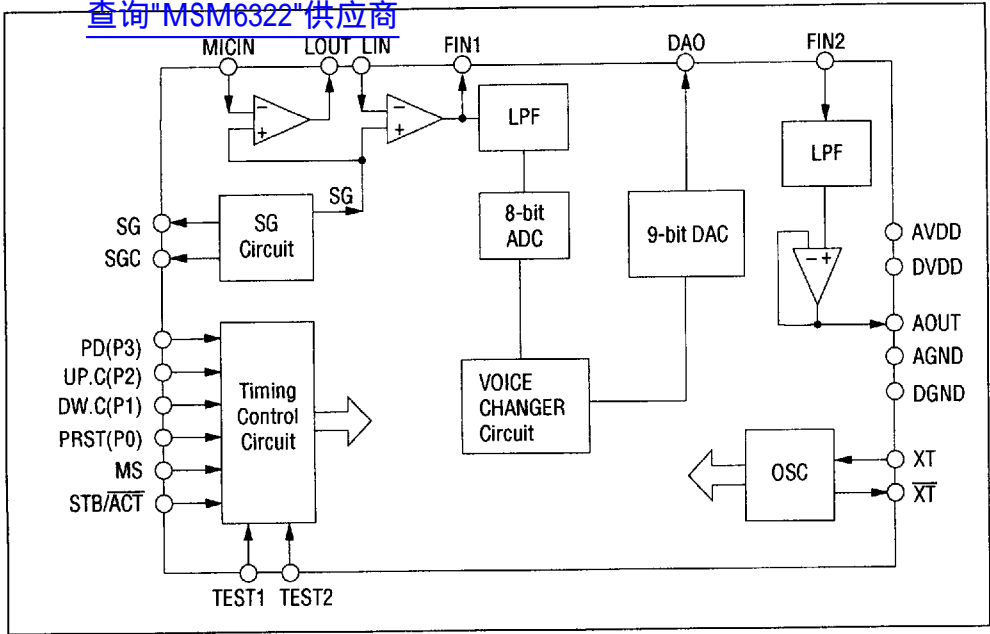 查询"MSM6322"供应商
MICIN LOUT LIN FIN1 DAO FIN2
− +
− +
LPF
LPF
SG
SG
SGC
SG
Circuit
8-bit
ADC
9-bit DAC
− +
AVDD
DVDD
AOUT
AGND
DGND
PD(P3)
UP.C(P2)
DW.C(P1)
PRST(P0)
MS
STB/A̅C̅T̅
Timing
Control
Circuit
VOICE
CHANGER
Circuit
OSC
XT
X̅T̅
TEST1 TEST2